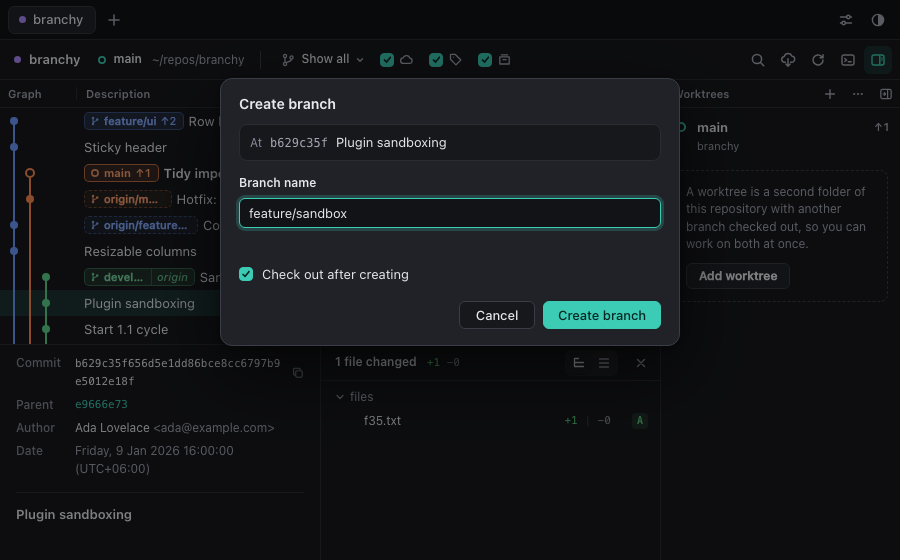 branchy
branchy main ~/repos/branchy Show all
Graph Description
feature/ui ↑2 Row
Sticky header
main ↑1 Tidy impo
origin/m... Hotfix:
origin/feature... Co
Resizable columns
devel... origin San
Plugin sandboxing
Start 1.1 cycle
Create branch
At b629c35f Plugin sandboxing
Branch name
feature/sandbox
Check out after creating
Cancel Create branch
Worktrees
main ↑1
branchy
A worktree is a second folder of
this repository with another
branch checked out, so you can
work on both at once.
Add worktree
Commit b629c35f656d5e1dd86bce8cc6797b9
e5012e18f
Parent e9666e73
Author Ada Lovelace <ada@example.com>
Date Friday, 9 Jan 2026 16:00:00
(UTC+06:00)
Plugin sandboxing
1 file changed +1 −0
files
f35.txt +1 −0 A